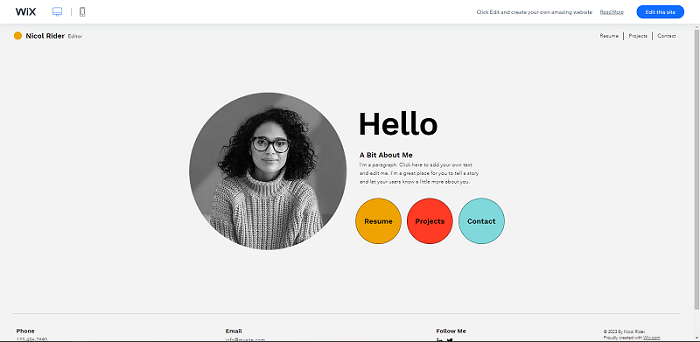 WiX
Click Edit and create your own amazing website
Read More
Edit this site
Nicol Rider Editor
Resume
Projects
Contact
Hello
A Bit About Me
I'm a paragraph. Click here to add your own text
and edit me. I'm a great place for you to tell a story
and let your users know a little more about you.
Resume
Projects
Contact
Phone
Email
Follow Me
© 2023 By Nicol Rider.
123-456-7890
info@mysite.com
Proudly created with Wix.com